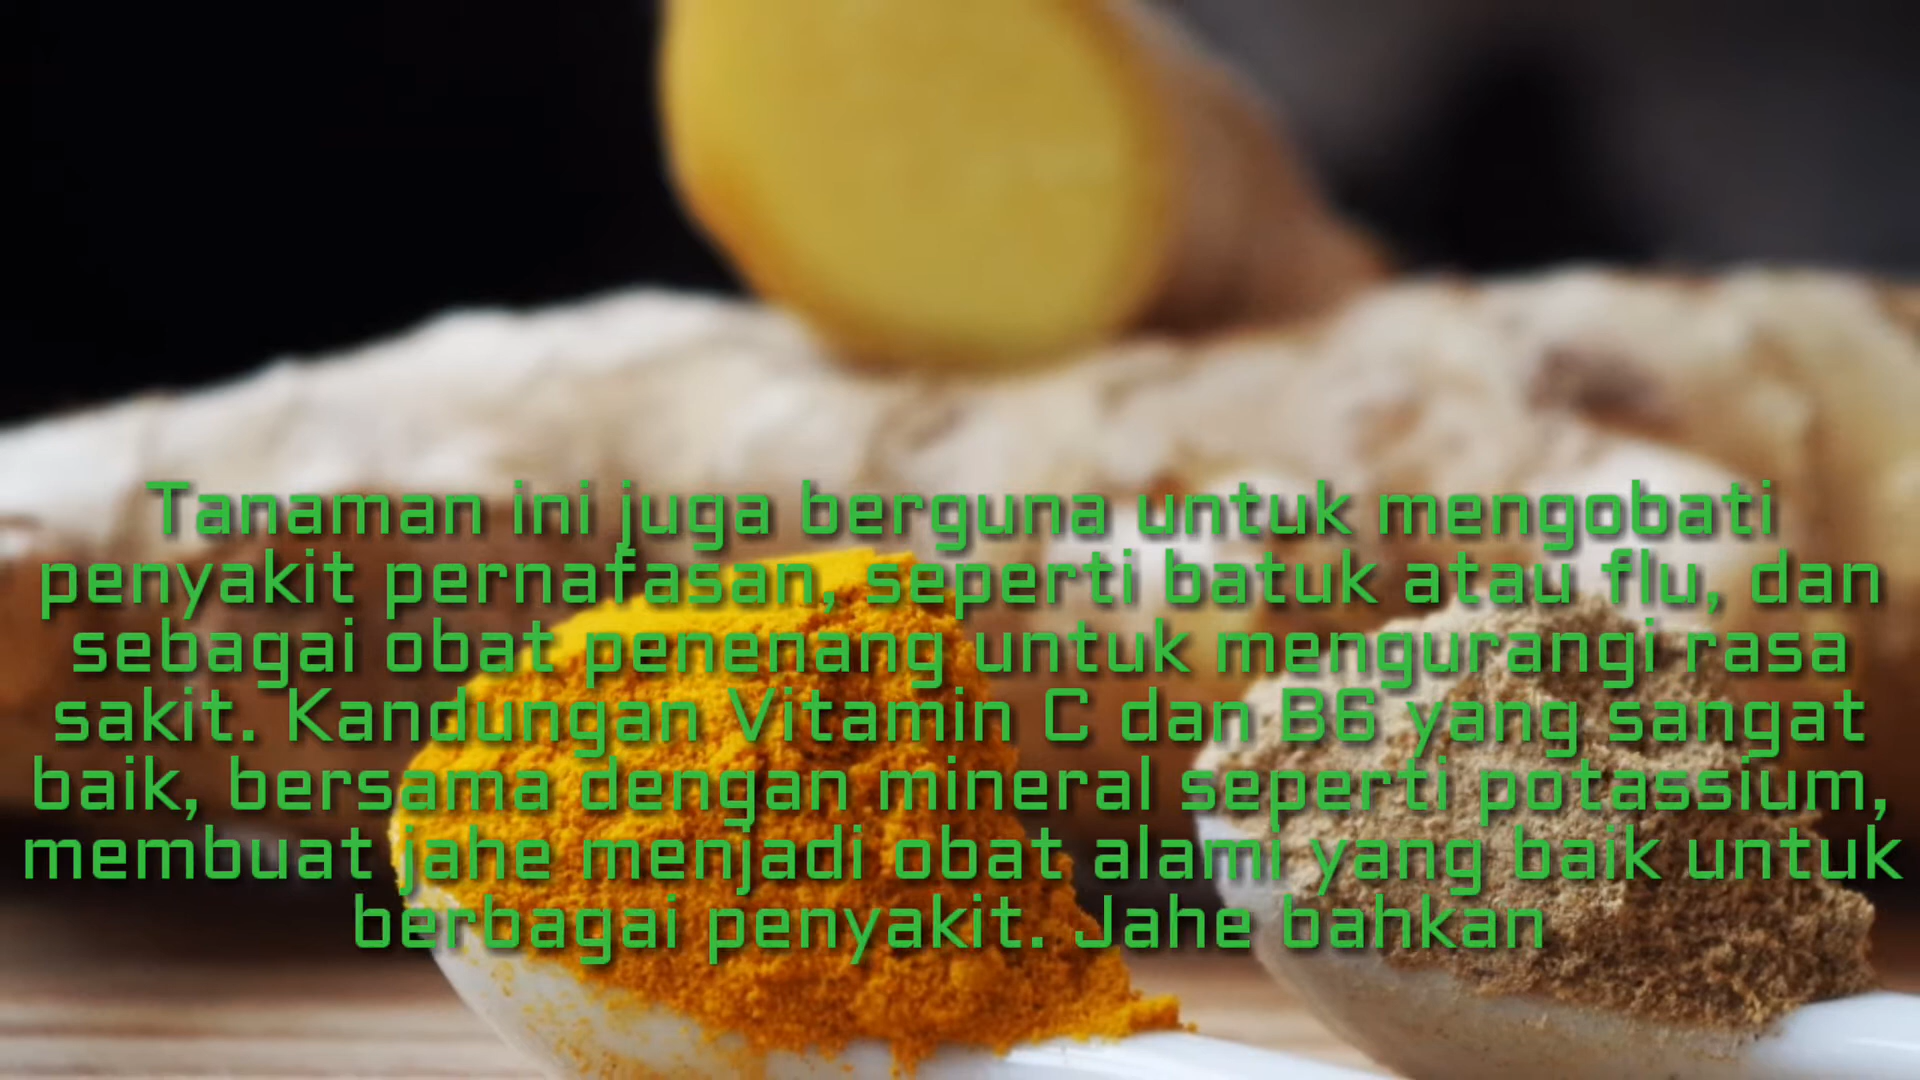 Tanaman ini juga berguna untuk mengobati
penyakit pernafasan, seperti batuk atau flu, dan
sebagai obat penenang untuk mengurangi rasa
sakit. Kandungan Vitamin C dan B6 yang sangat
baik, bersama dengan mineral seperti potassium,
membuat jahe menjadi obat alami yang baik untuk
berbagai penyakit. Jahe bahkan